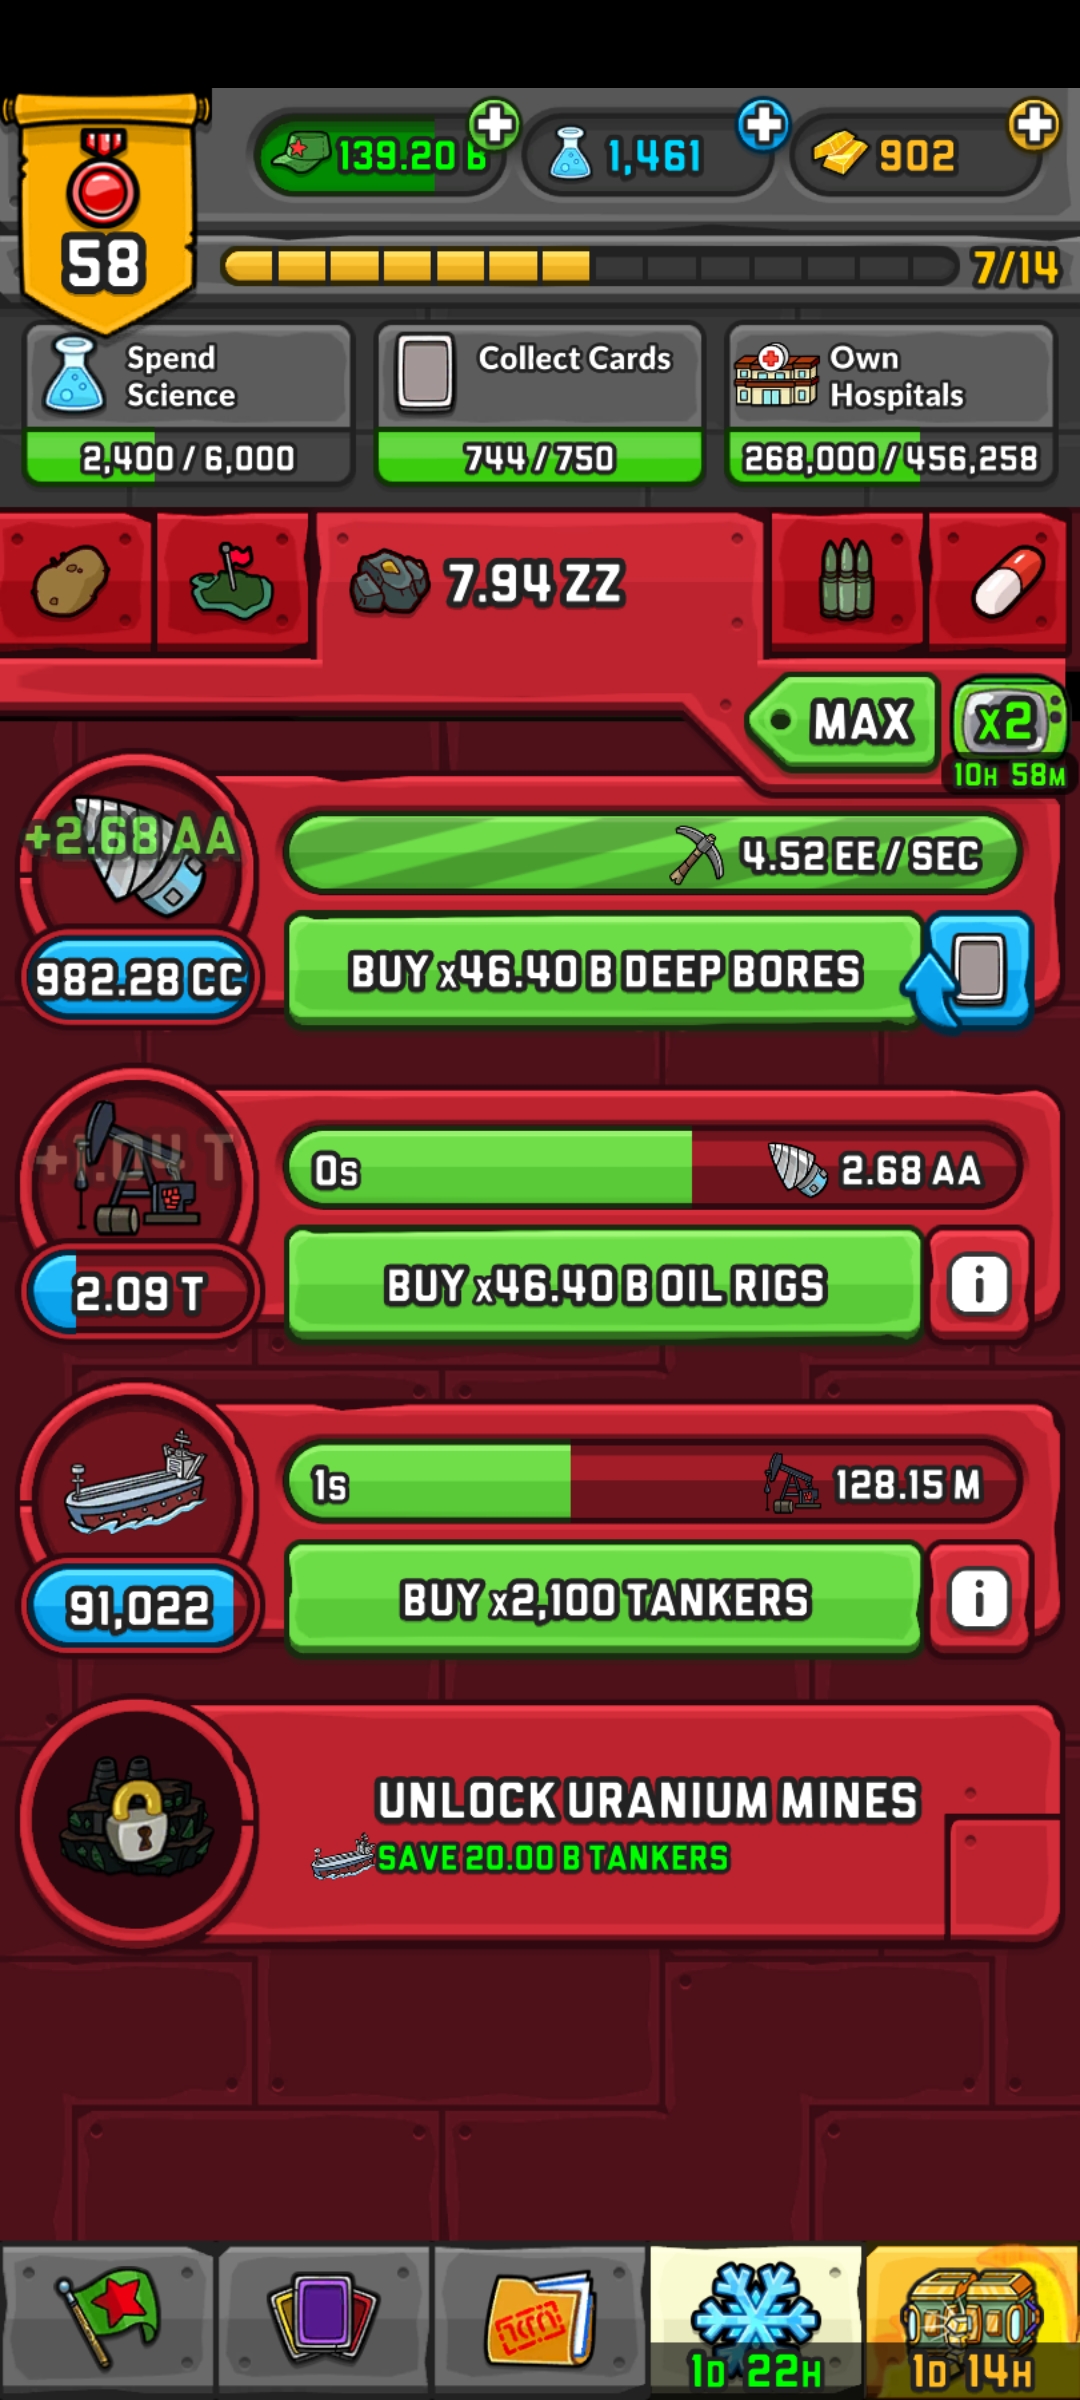 139.20 B
1,461
902
58
7/14
Spend
Science
2,400 / 6,000
Collect Cards
744 / 750
Own
Hospitals
268,000 / 456,258
7.94 ZZ
MAX
x2
10H 58M
+2.68 AA
4.52 EE / SEC
982.28 CC
BUY x46.40 B DEEP BORES
+1.04 T
0s
2.68 AA
2.09 T
BUY x46.40 B OIL RIGS
i
1s
128.15 M
91,022
BUY x2,100 TANKERS
i
UNLOCK URANIUM MINES
SAVE 20.00 B TANKERS
1D 22H
1D 14H